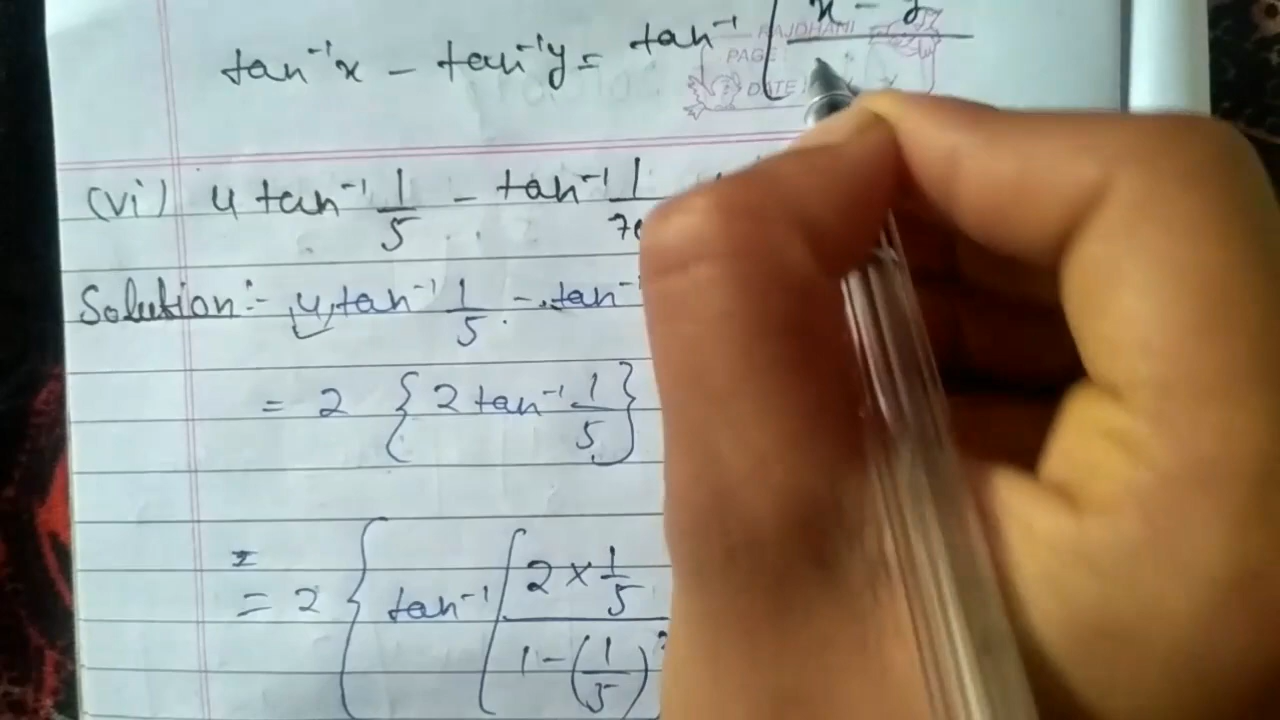 tan⁻¹x − tan⁻¹y = tan⁻¹ (x − y
RAJDHANI
PAGE
DATE
(vi) 4 tan⁻¹ 1/5 − tan⁻¹ 1/
Solution:- 4 tan⁻¹ 1/5 − tan⁻¹
= 2 {2 tan⁻¹ 1/5}
= 2 {tan⁻¹ (2 × 1/5 / 1 − (1/5)²